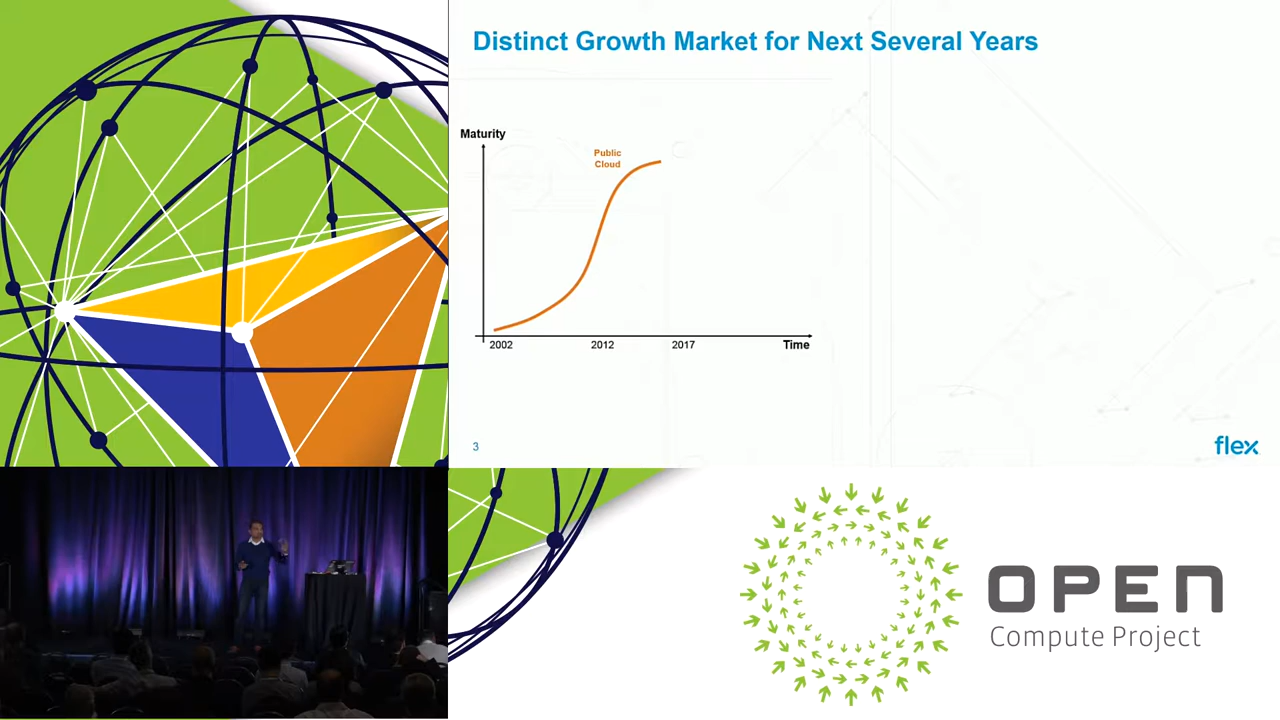 Distinct Growth Market for Next Several Years
Maturity
Public
Cloud
2002 2012 2017 Time
3
flex
OPEN
Compute Project